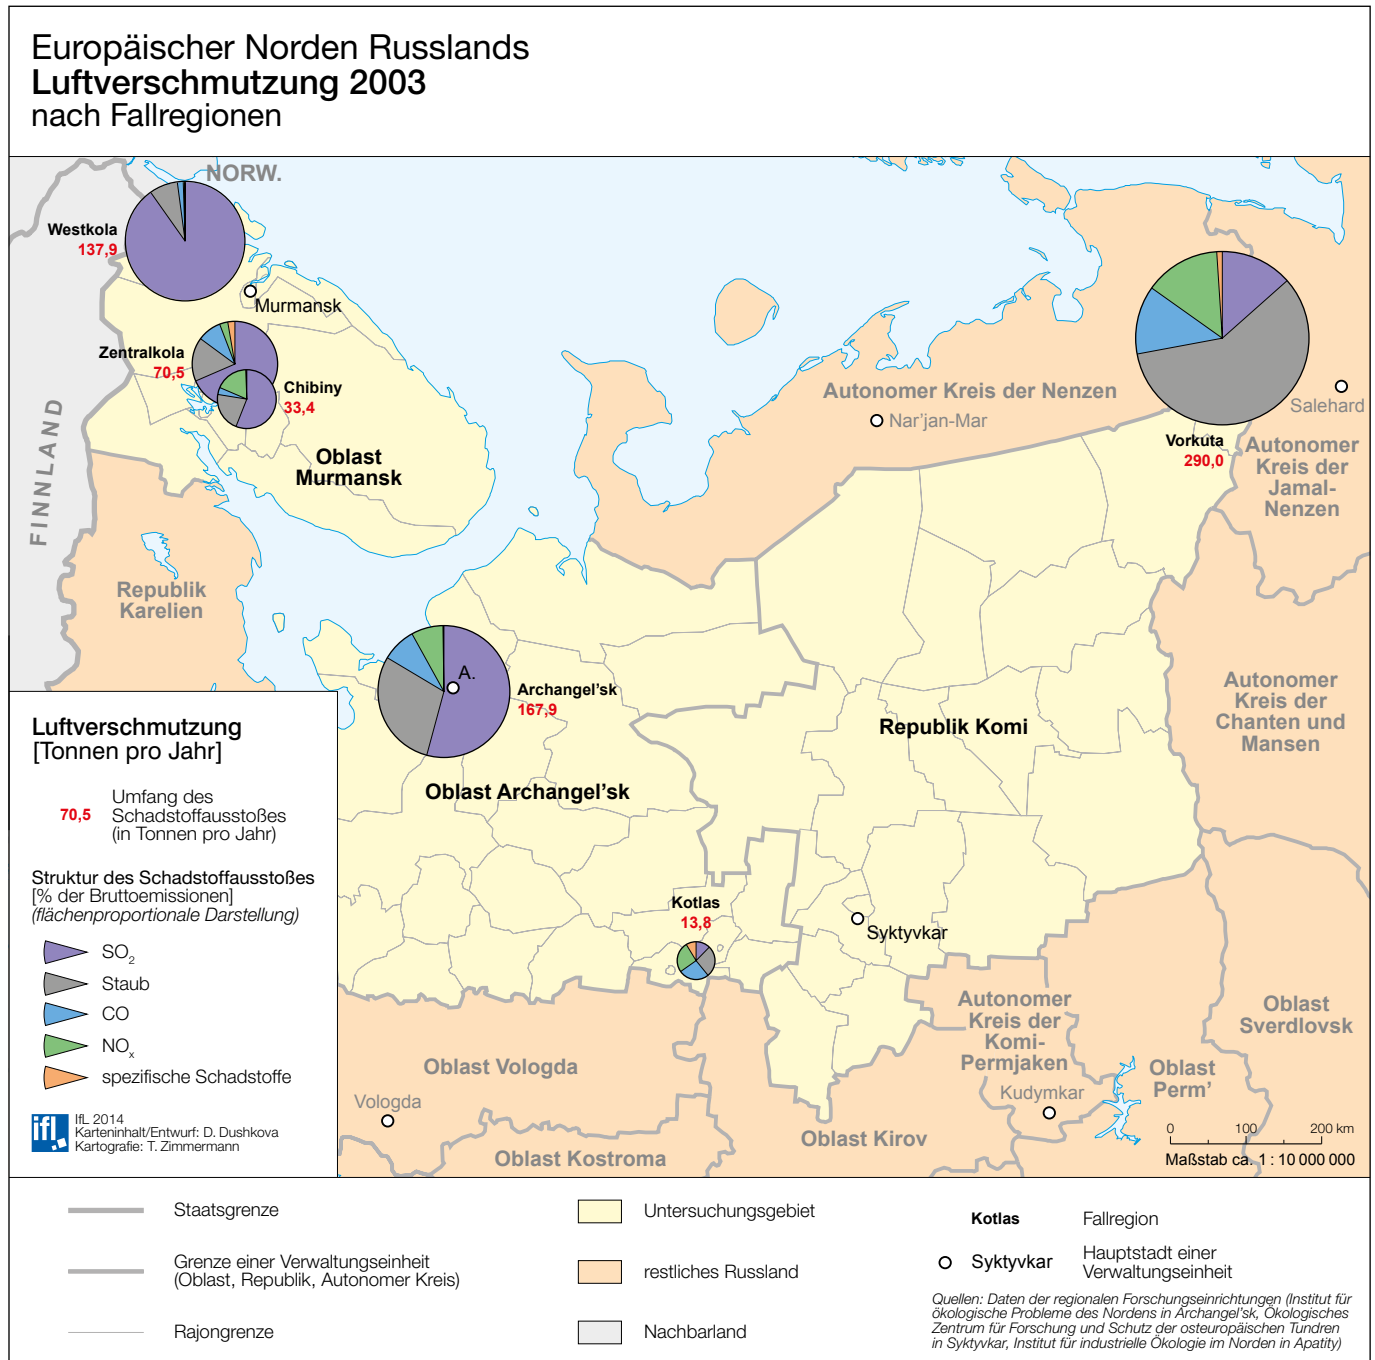 Europäischer Norden Russlands
Luftverschmutzung 2003
nach Fallregionen
NORW.
Westkola
137,9
Murmansk
Zentralkola
70,5
Chibiny
33,4
Oblast
Murmansk
FINNLAND
Republik
Karelien
Autonomer Kreis der Nenzen
Nar'jan-Mar
Salehard
Vorkuta
290,0
Autonomer
Kreis der
Jamal-
Nenzen
A.
Archangel'sk
167,9
Oblast Archangel'sk
Republik Komi
Autonomer
Kreis der
Chanten und
Mansen
Kotlas
13,8
Syktyvkar
Autonomer
Kreis der
Komi-
Permjaken
Kudymkar
Oblast
Sverdlovsk
Oblast
Perm'
Oblast Vologda
Vologda
Oblast Kirov
Oblast Kostroma
0 100 200 km
Maßstab ca. 1 : 10 000 000
Luftverschmutzung
[Tonnen pro Jahr]
70,5
Umfang des
Schadstoffausstoßes
(in Tonnen pro Jahr)
Struktur des Schadstoffausstoßes
[% der Bruttoemissionen]
(flächenproportionale Darstellung)
SO2
Staub
CO
NOx
spezifische Schadstoffe
ifl
IfL 2014
Karteninhalt/Entwurf: D. Dushkova
Kartografie: T. Zimmermann
Staatsgrenze
Grenze einer Verwaltungseinheit
(Oblast, Republik, Autonomer Kreis)
Rajongrenze
Untersuchungsgebiet
restliches Russland
Nachbarland
Kotlas Fallregion
Syktyvkar Hauptstadt einer
Verwaltungseinheit
Quellen: Daten der regionalen Forschungseinrichtungen (Institut für
ökologische Probleme des Nordens in Archangel'sk, Ökologisches
Zentrum für Forschung und Schutz der osteuropäischen Tundren
in Syktyvkar, Institut für industrielle Ökologie im Norden in Apatity)